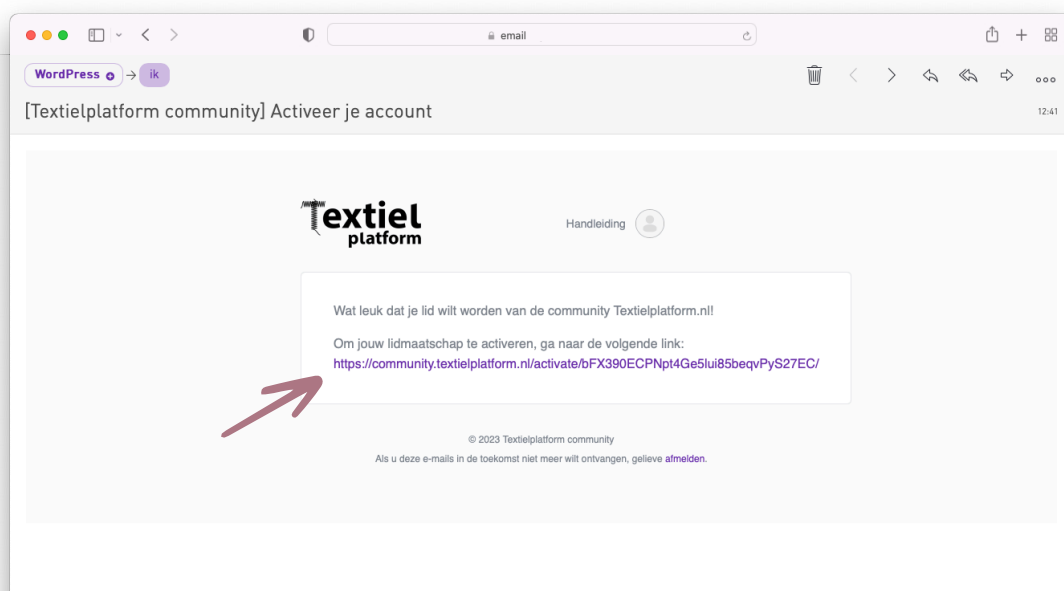 email
WordPress → ik
[Textielplatform community] Activeer je account
12:41
Textiel
platform
Handleiding
Wat leuk dat je lid wilt worden van de community Textielplatform.nl!
Om jouw lidmaatschap te activeren, ga naar de volgende link:
https://community.textielplatform.nl/activate/bFX390ECPNpt4Ge5lui85beqvPyS27EC/
© 2023 Textielplatform community
Als u deze e-mails in de toekomst niet meer wilt ontvangen, gelieve afmelden.